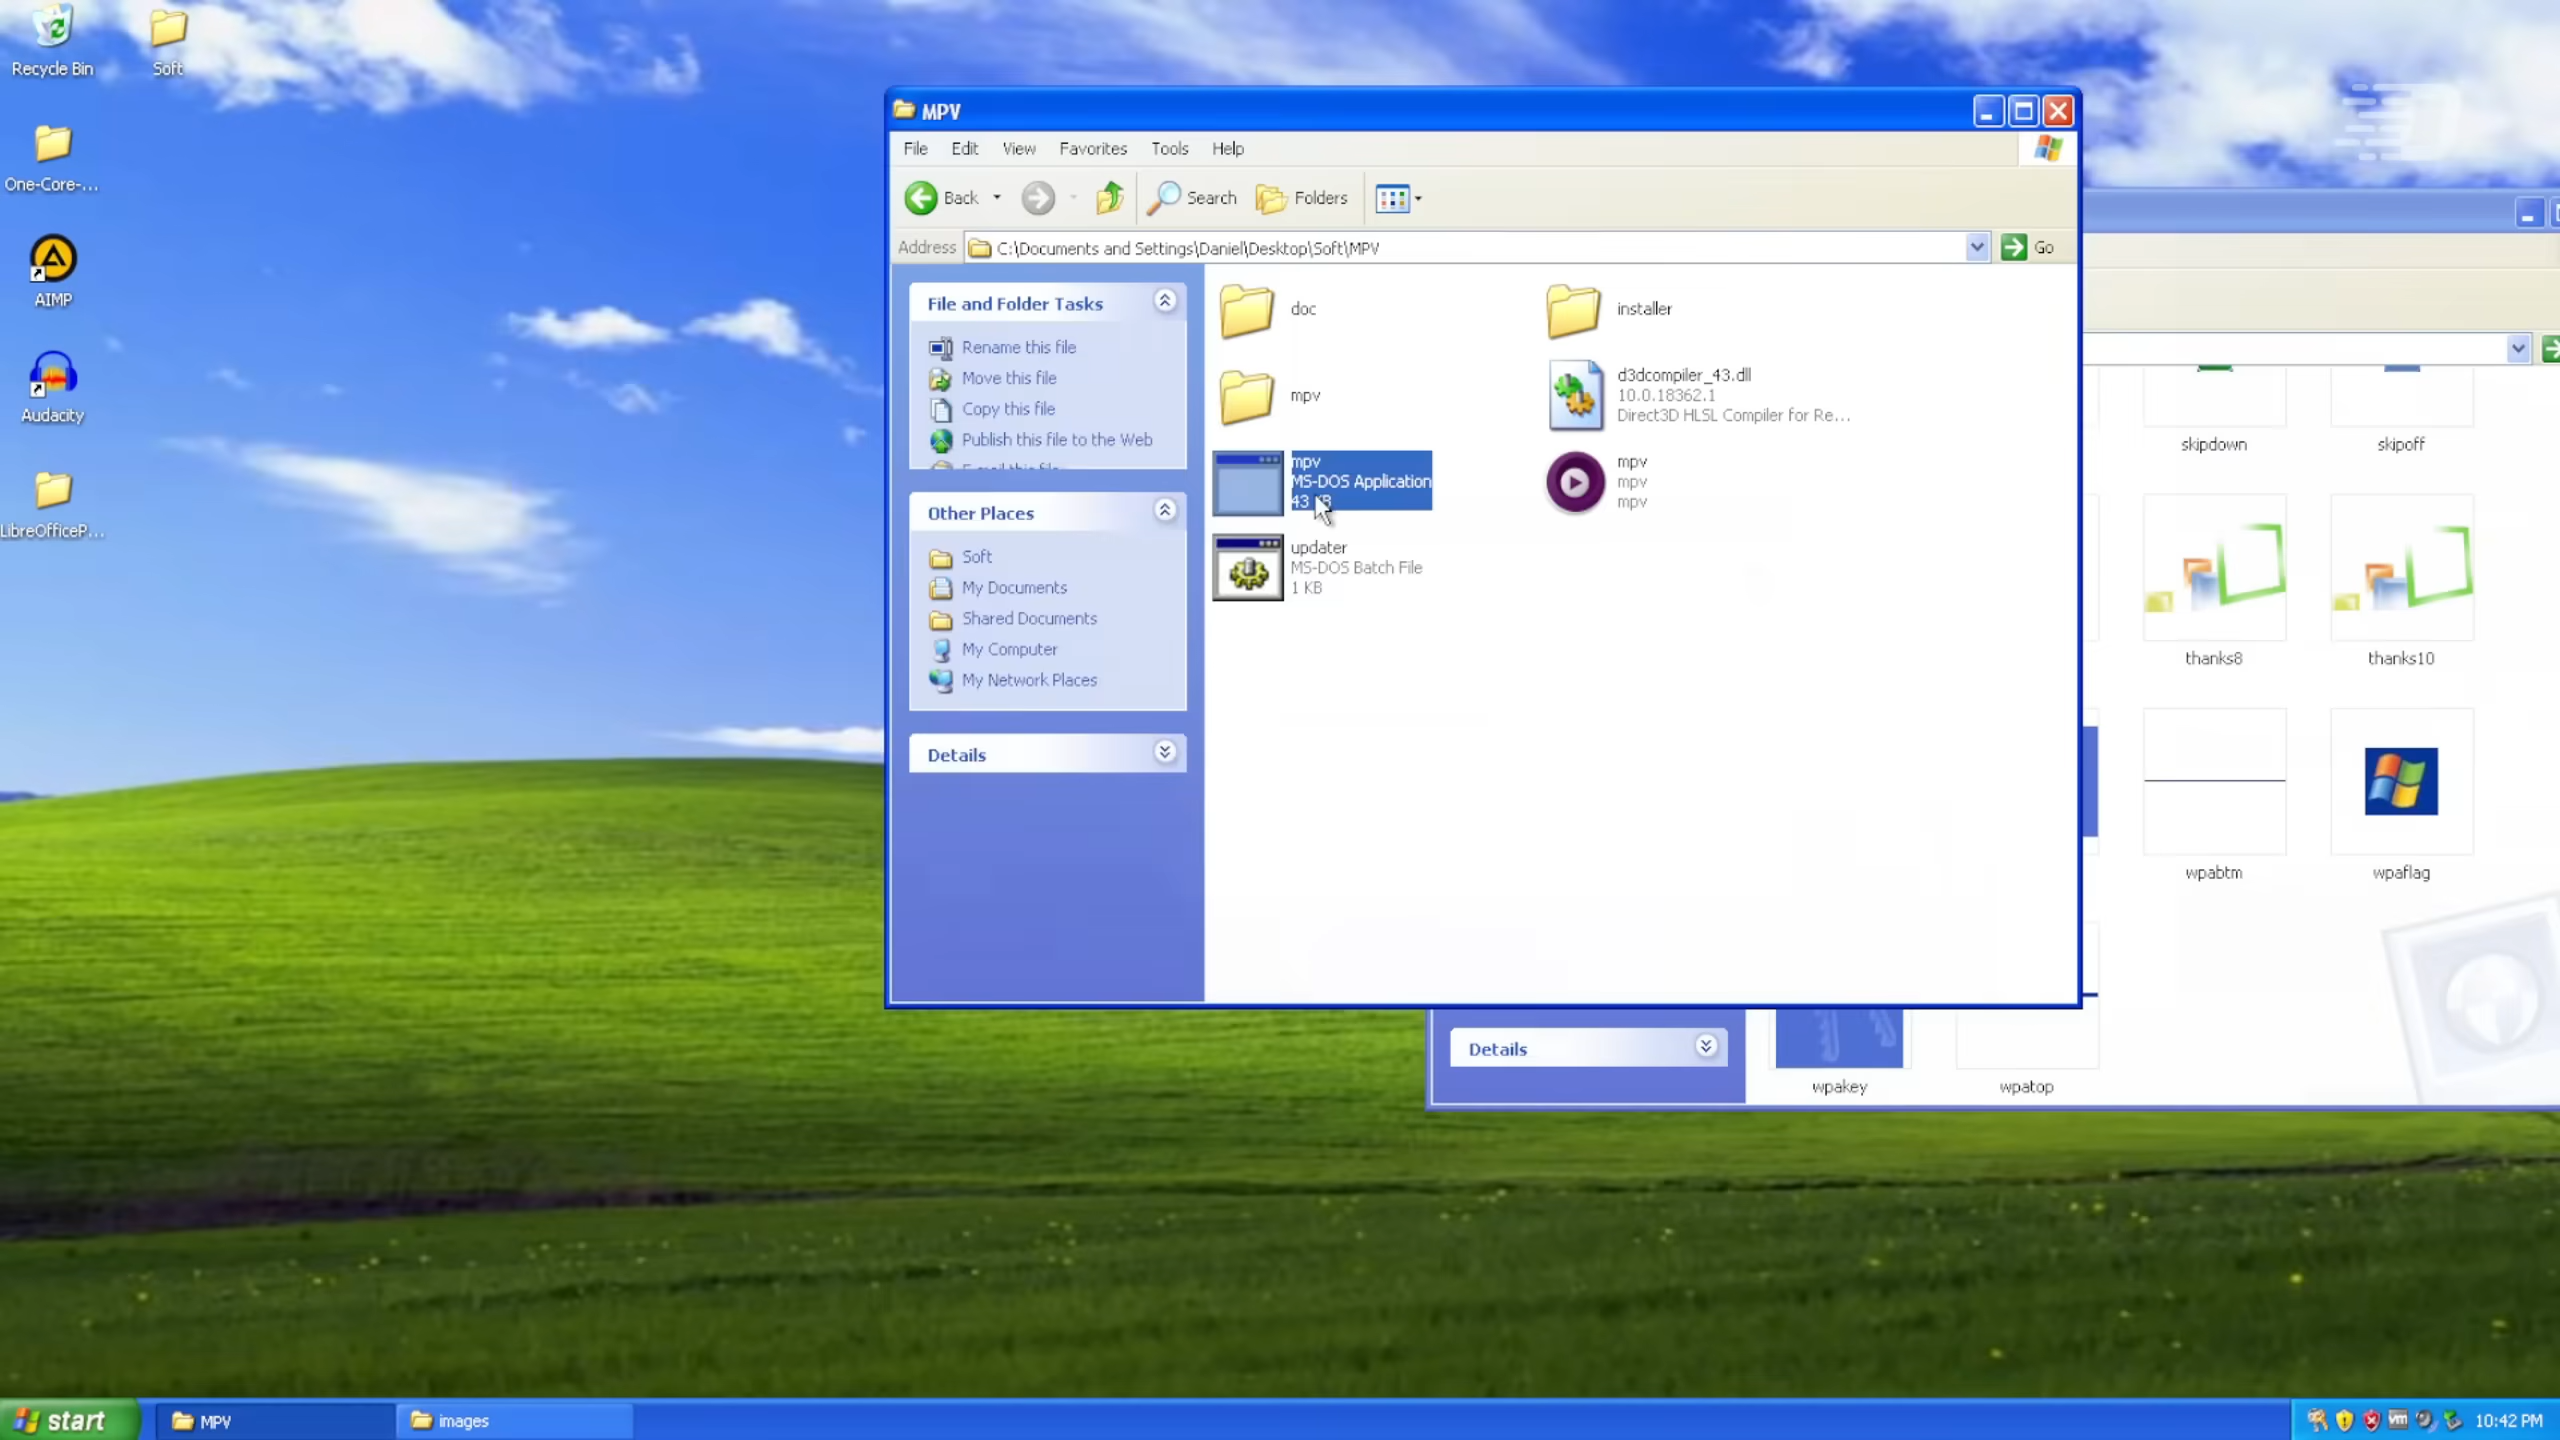 Recycle Bin
Soft
One-Core-...
AIMP
Audacity
LibreOfficeP...
MPV
File Edit View Favorites Tools Help
Back Search Folders
Address C:\Documents and Settings\Daniel\Desktop\Soft\MPV Go
File and Folder Tasks
Rename this file
Move this file
Copy this file
Publish this file to the Web
E-mail this file
Other Places
Soft
My Documents
Shared Documents
My Computer
My Network Places
Details
doc
installer
mpv
d3dcompiler_43.dll
10.0.18362.1
Direct3D HLSL Compiler for Re...
mpv
MS-DOS Application
43 KB
mpv
mpv
mpv
updater
MS-DOS Batch File
1 KB
skipdown
skipoff
thanks8
thanks10
wpabtm
wpaflag
Details
wpakey
wpatop
start
MPV
images
10:42 PM